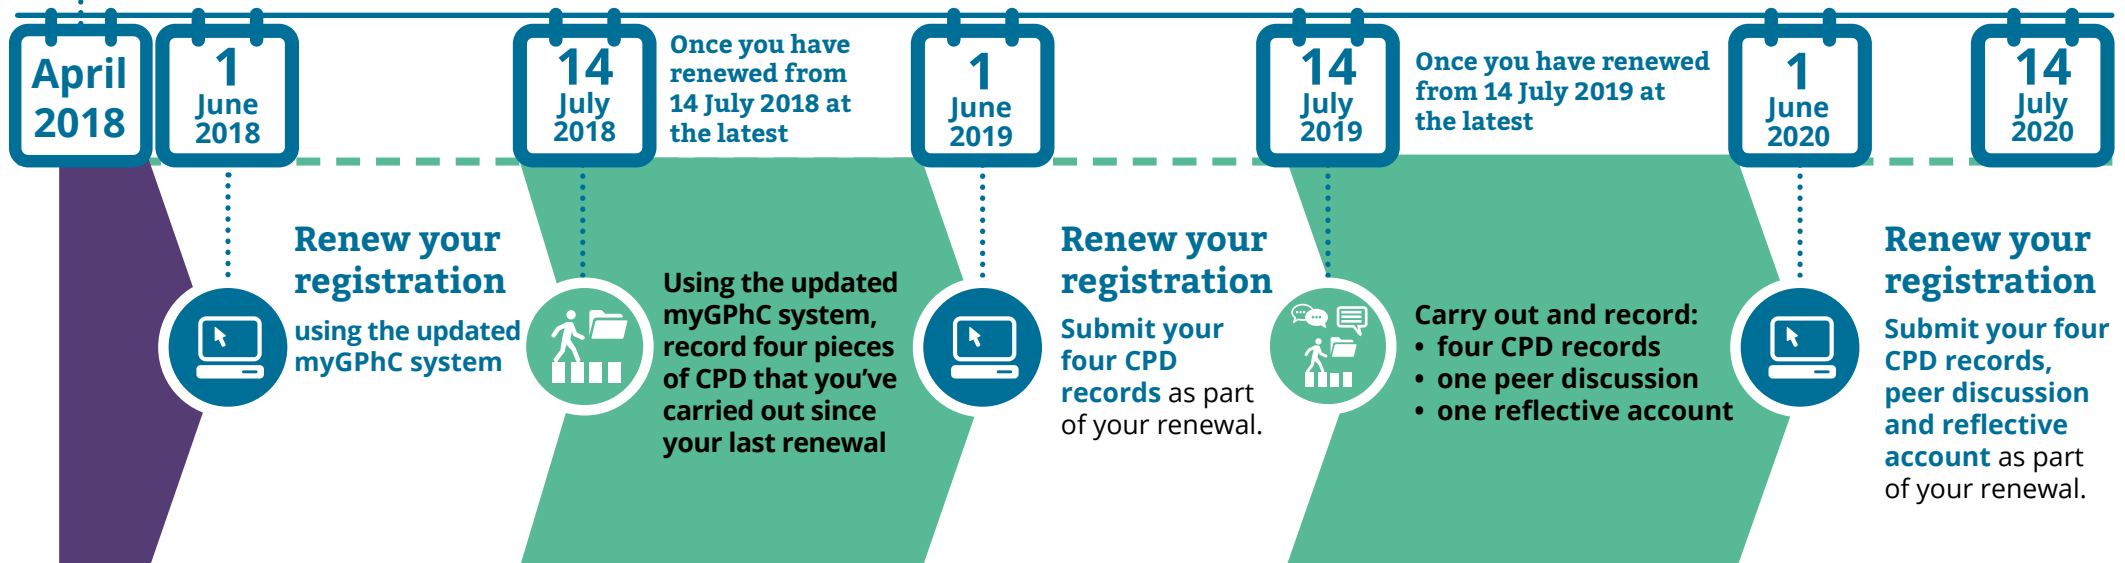 April
2018
1
June
2018
14
July
2018
Once you have
renewed from
14 July 2018 at
the latest
1
June
2019
14
July
2019
Once you have renewed
from 14 July 2019 at
the latest
1
June
2020
14
July
2020
Renew your
registration
using the updated
myGPhC system
Using the updated
myGPhC system,
record four pieces
of CPD that you’ve
carried out since
your last renewal
Renew your
registration
Submit your
four CPD
records as part
of your renewal.
Carry out and record:
• four CPD records
• one peer discussion
• one reflective account
Renew your
registration
Submit your four
CPD records,
peer discussion
and reflective
account as part
of your renewal.